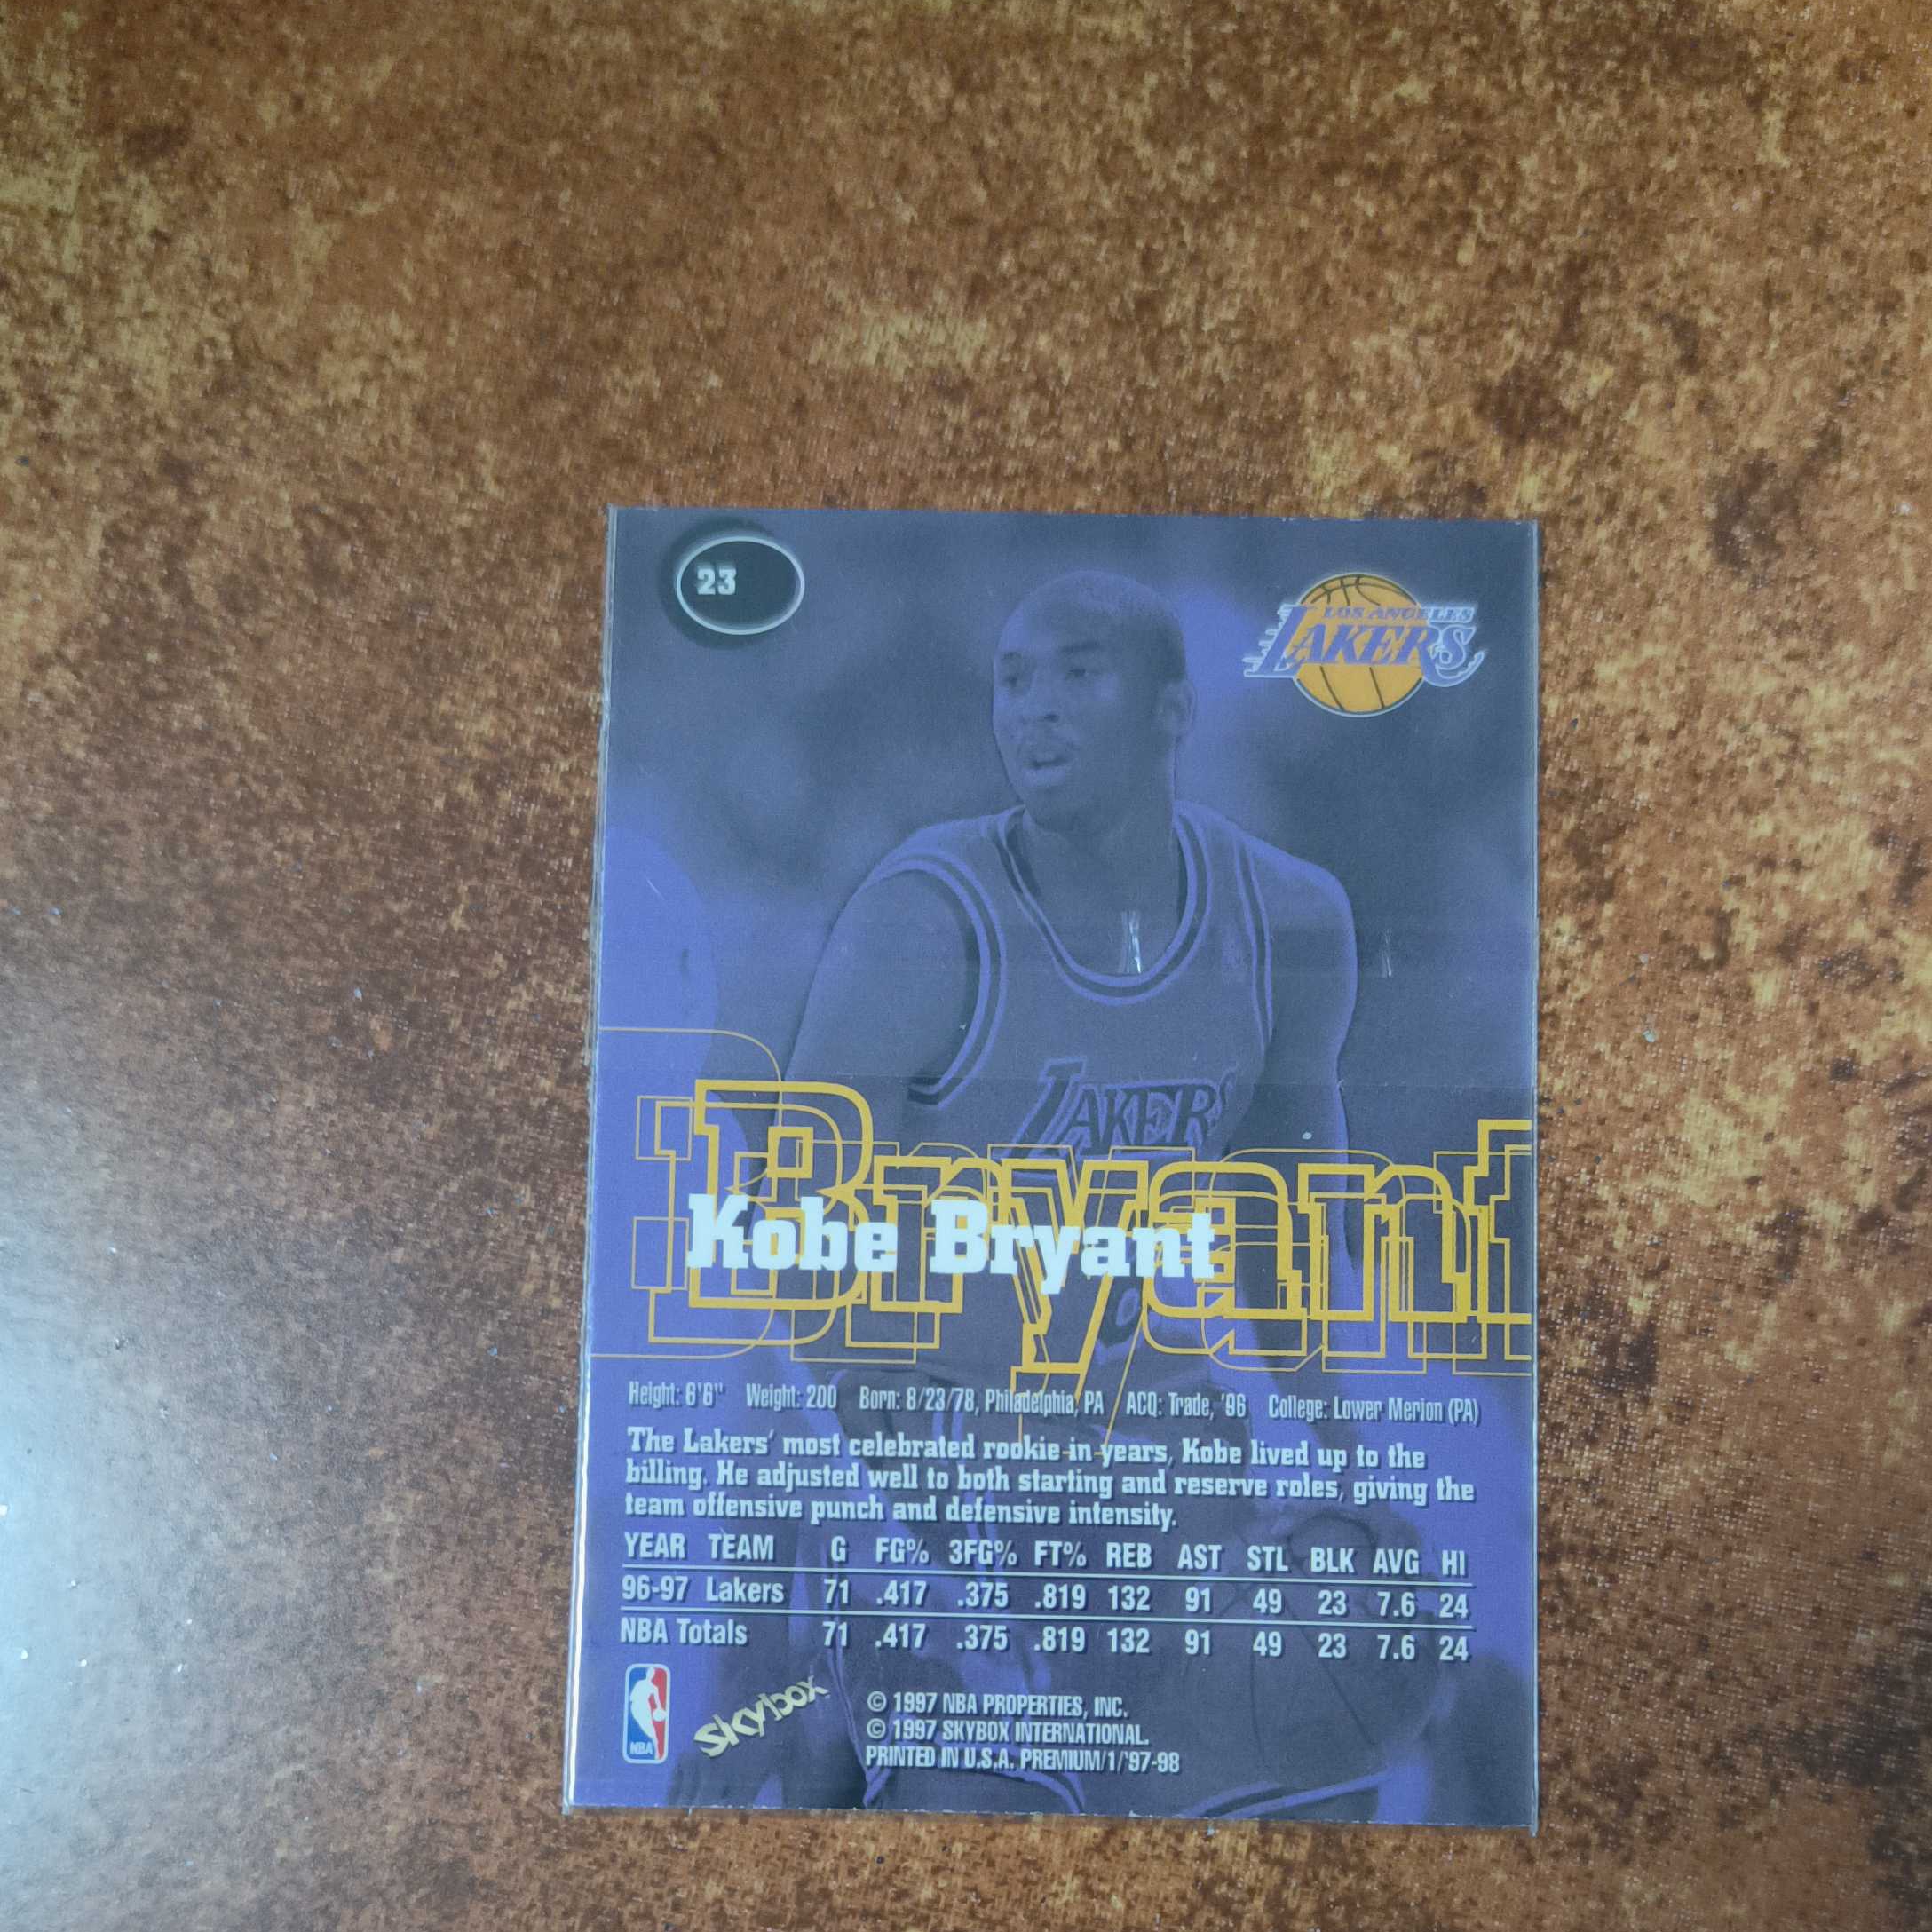 23
LOS ANGELES
LAKERS
LAKERS
Bryant
Kobe Bryant
Height: 6'6" Weight: 200 Born: 8/23/78, Philadelphia, PA ACQ: Trade, '96 College: Lower Merion (PA)
The Lakers' most celebrated rookie in years, Kobe lived up to the
billing. He adjusted well to both starting and reserve roles, giving the
team offensive punch and defensive intensity.
YEAR TEAM G FG% 3FG% FT% REB AST STL BLK AVG HI
96-97 Lakers 71 .417 .375 .819 132 91 49 23 7.6 24
NBA Totals 71 .417 .375 .819 132 91 49 23 7.6 24
NBA
Skybox
© 1997 NBA PROPERTIES, INC.
© 1997 SKYBOX INTERNATIONAL.
PRINTED IN U.S.A. PREMIUM/1/'97-98